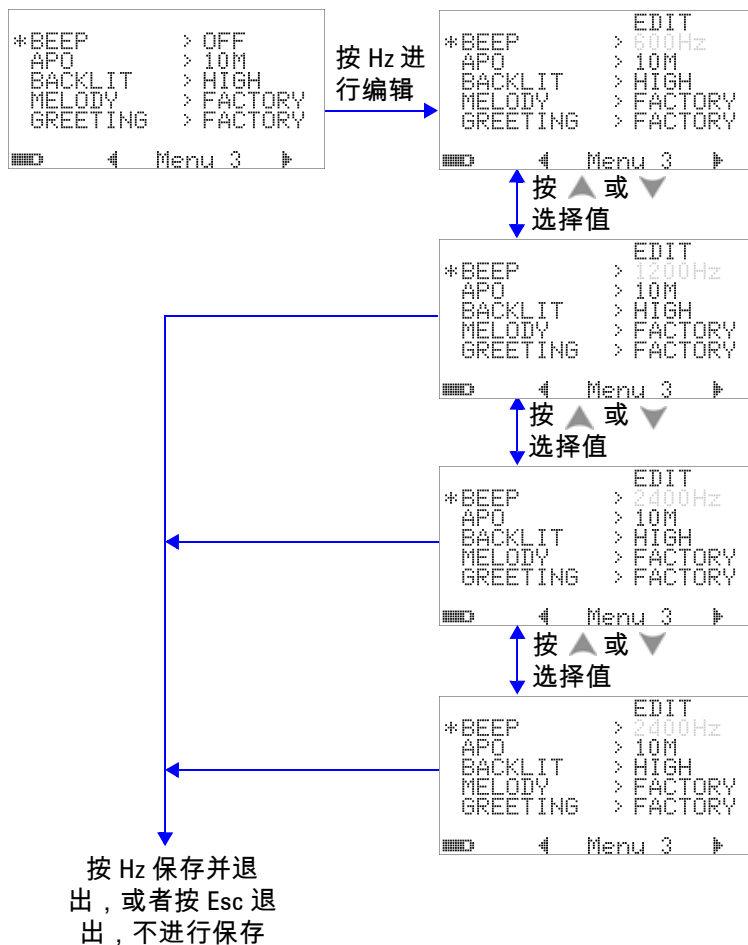 *BEEP > OFF
APO > 10M
BACKLIT > HIGH
MELODY > FACTORY
GREETING > FACTORY
Menu 3
按 Hz 进
行编辑
EDIT
*BEEP > 600Hz
APO > 10M
BACKLIT > HIGH
MELODY > FACTORY
GREETING > FACTORY
Menu 3
按 ▲ 或 ▼
选择值
EDIT
*BEEP > 1200Hz
APO > 10M
BACKLIT > HIGH
MELODY > FACTORY
GREETING > FACTORY
Menu 3
按 ▲ 或 ▼
选择值
EDIT
*BEEP > 2400Hz
APO > 10M
BACKLIT > HIGH
MELODY > FACTORY
GREETING > FACTORY
Menu 3
按 ▲ 或 ▼
选择值
EDIT
*BEEP > 2400Hz
APO > 10M
BACKLIT > HIGH
MELODY > FACTORY
GREETING > FACTORY
Menu 3
按 Hz 保存并退
出，或者按 Esc 退
出，不进行保存